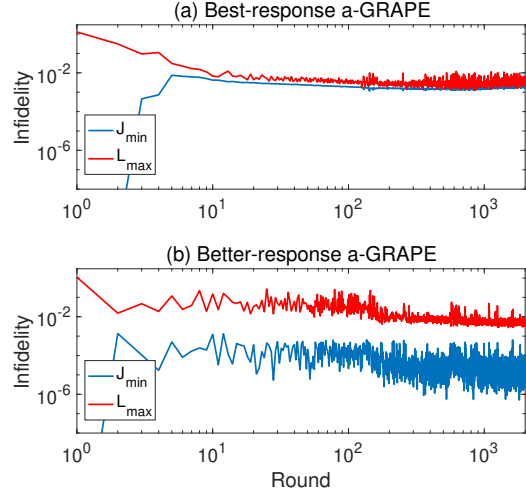 (a) Best-response a-GRAPE
Infidelity
10^-2
10^-6
J_min
L_max
10^0 10^1 10^2 10^3
(b) Better-response a-GRAPE
Infidelity
10^-2
10^-6
J_min
L_max
10^0 10^1 10^2 10^3
Round